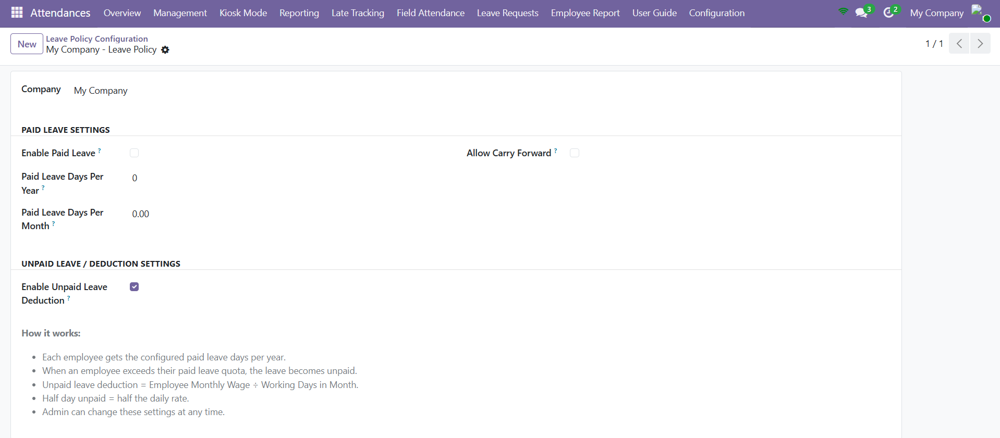 Attendances Overview Management Kiosk Mode Reporting Late Tracking Field Attendance Leave Requests Employee Report User Guide Configuration 3 2 My Company
New
Leave Policy Configuration
My Company - Leave Policy
1 / 1
Company My Company
PAID LEAVE SETTINGS
Enable Paid Leave ?
Allow Carry Forward ?
Paid Leave Days Per
Year ?
0
Paid Leave Days Per
Month ?
0.00
UNPAID LEAVE / DEDUCTION SETTINGS
Enable Unpaid Leave
Deduction ?
How it works:
• Each employee gets the configured paid leave days per year.
• When an employee exceeds their paid leave quota, the leave becomes unpaid.
• Unpaid leave deduction = Employee Monthly Wage ÷ Working Days in Month.
• Half day unpaid = half the daily rate.
• Admin can change these settings at any time.